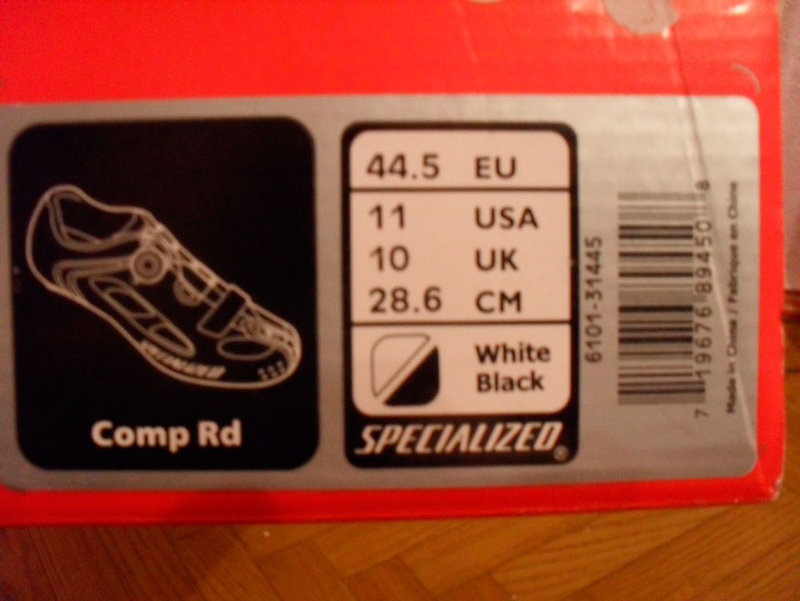 44.5 EU
11 USA
10 UK
28.6 CM
White
Black
Comp Rd
SPECIALIZED®
6101-31445
7 19676 89450 8
Made in China / Fabrique en Chine